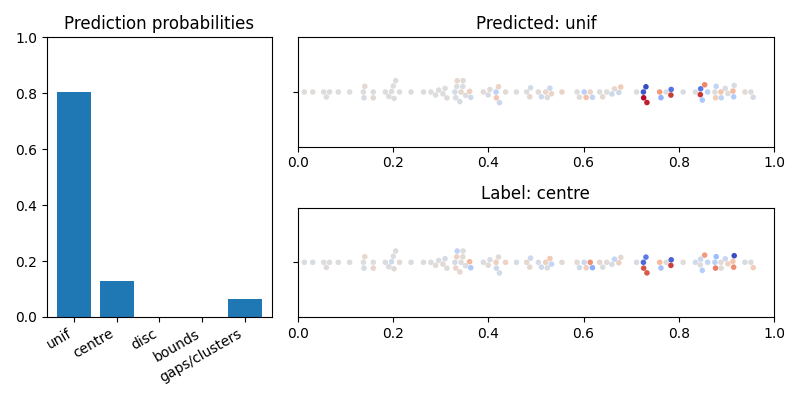 Prediction probabilities
1.0
0.8
0.6
0.4
0.2
0.0
unif
centre
disc
bounds
gaps/clusters
Predicted: unif
0.0 0.2 0.4 0.6 0.8 1.0
Label: centre
0.0 0.2 0.4 0.6 0.8 1.0